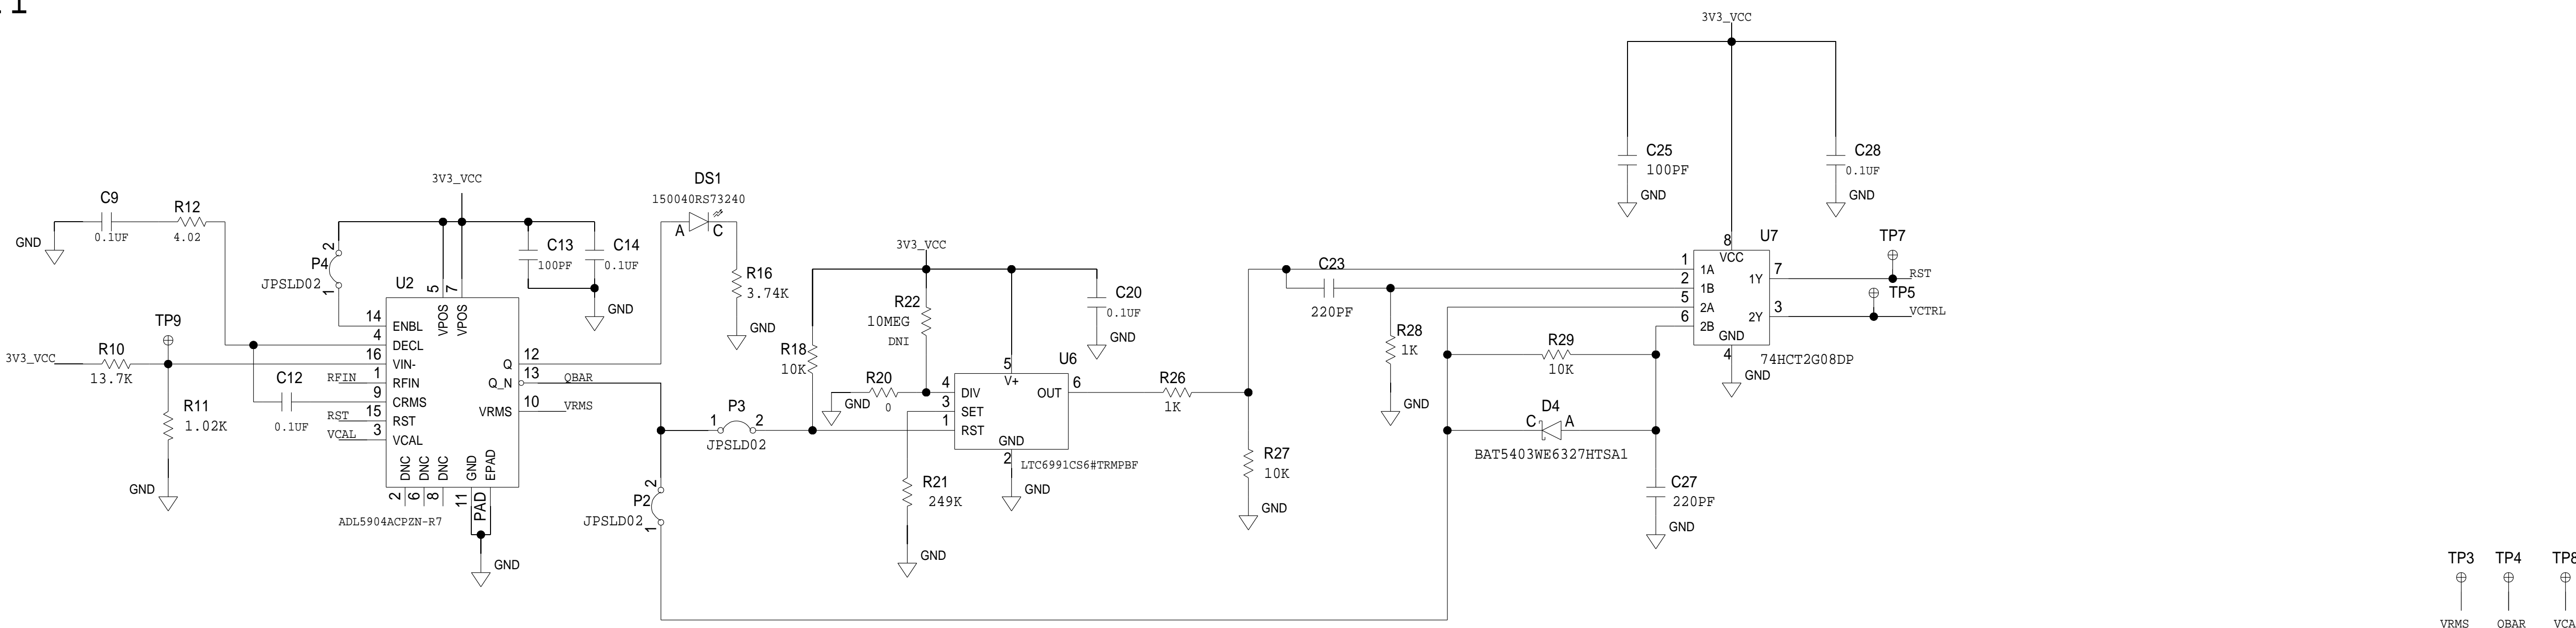 3V3_VCC
C25
100PF
GND
C28
0.1UF
GND
3V3_VCC
DS1
150040RS73240
A C
C9
0.1UF
R12
4.02
GND
2
P4
JPSLD02
1
C13
100PF
C14
0.1UF
GND
R16
3.74K
GND
U2
5 7
VPOS VPOS
14 ENBL
4 DECL
16 VIN-
1 RFIN
9 CRMS
15 RST
3 VCAL
Q 12
Q_N 13
VRMS 10
DNC DNC DNC GND EPAD
2 6 8 11 PAD
ADL5904ACPZN-R7
GND
TP9
3V3_VCC
R10
13.7K
R11
1.02K
GND
C12
0.1UF
RFIN
RST
VCAL
QBAR
VRMS
1 P3 2
JPSLD02
2
P2
JPSLD02
1
3V3_VCC
R22
10MEG
DNI
R18
10K
R20
0
GND
C20
0.1UF
GND
U6
5
V+
4 DIV
3 SET
1 RST
OUT 6
GND
2
LTC6991CS6#TRMPBF
GND
R21
249K
GND
R26
1K
R27
10K
GND
C23
220PF
R28
1K
GND
U7
8
VCC
1 1A
2 1B
5 2A
6 2B
1Y 7
2Y 3
GND
4
74HCT2G08DP
GND
TP7
RST
TP5
VCTRL
R29
10K
D4
C A
BAT5403WE6327HTSA1
C27
220PF
GND
TP3 TP4 TP8
VRMS QBAR